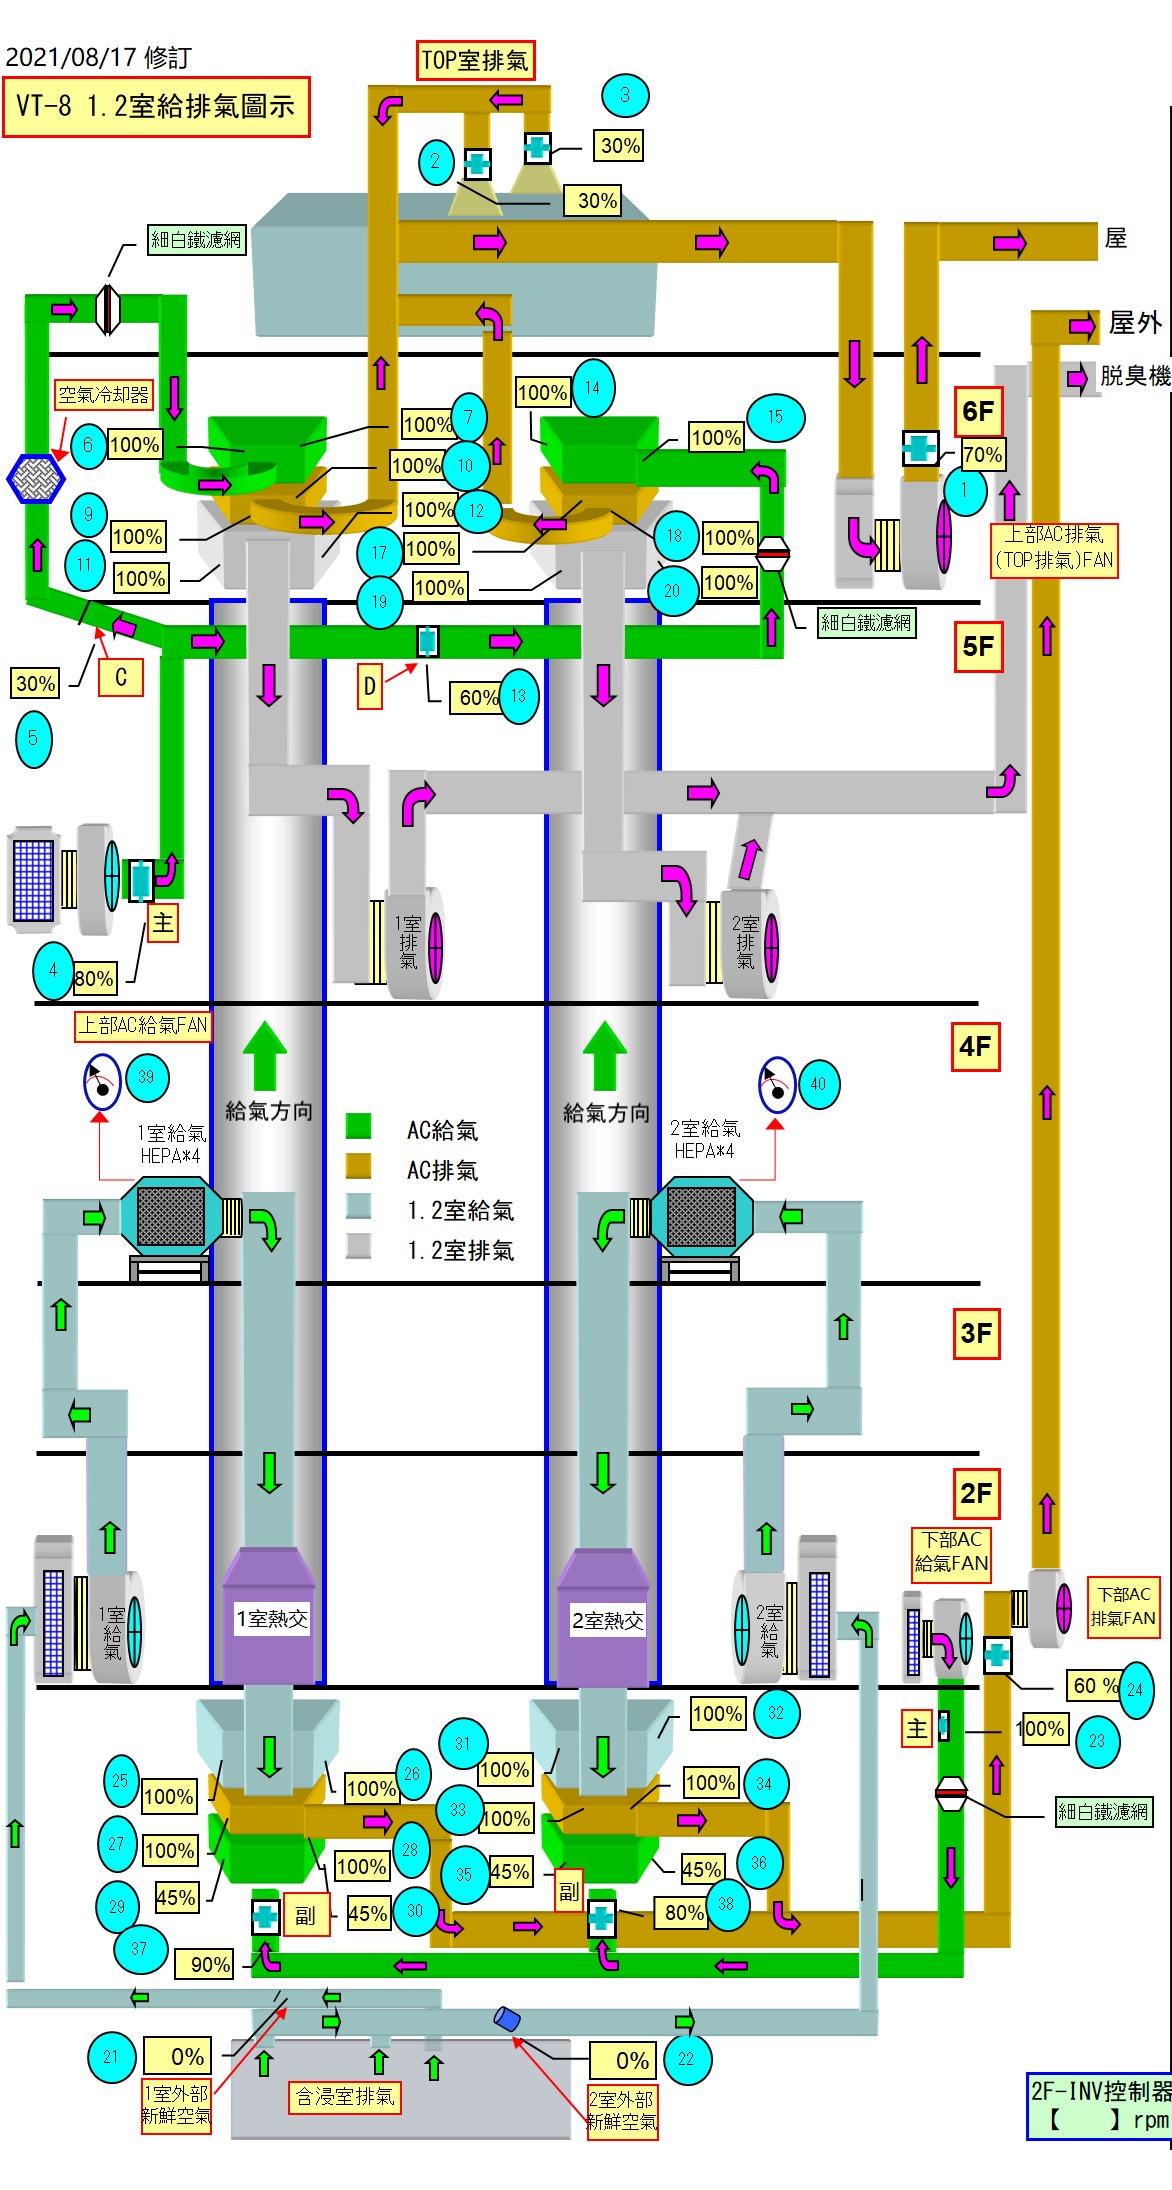 2021/08/17 修訂
VT-8 1.2室給排氣圖示
TOP室排氣
3
30%
2
30%
細白鐵濾網
屋
屋外
脫臭機
空氣冷却器
6
100%
100%
7
100%
14
100%
15
6F
70%
1
100%
10
9
100%
100%
12
11
100%
17
100%
18
100%
19
100%
20
100%
上部AC排氣
(TOP排氣)FAN
細白鐵濾網
5F
30%
C
D
60%
13
5
主
4
80%
1室排氣
2室排氣
上部AC給氣FAN
4F
39
40
給氣方向
給氣方向
1室給氣
HEPA*4
2室給氣
HEPA*4
AC給氣
AC排氣
1.2室給氣
1.2室排氣
3F
2F
下部AC
給氣FAN
下部AC
排氣FAN
1室給氣
1室熱交
2室熱交
2室給氣
60 %
24
主
100%
23
細白鐵濾網
25
100%
100%
26
31
100%
100%
32
27
100%
100%
28
33
100%
100%
34
29
45%
副
45%
30
35
45%
副
45%
36
37
90%
80%
38
21
0%
0%
22
1室外部
新鮮空氣
含浸室排氣
2室外部
新鮮空氣
2F-INV控制器
【 】rpm